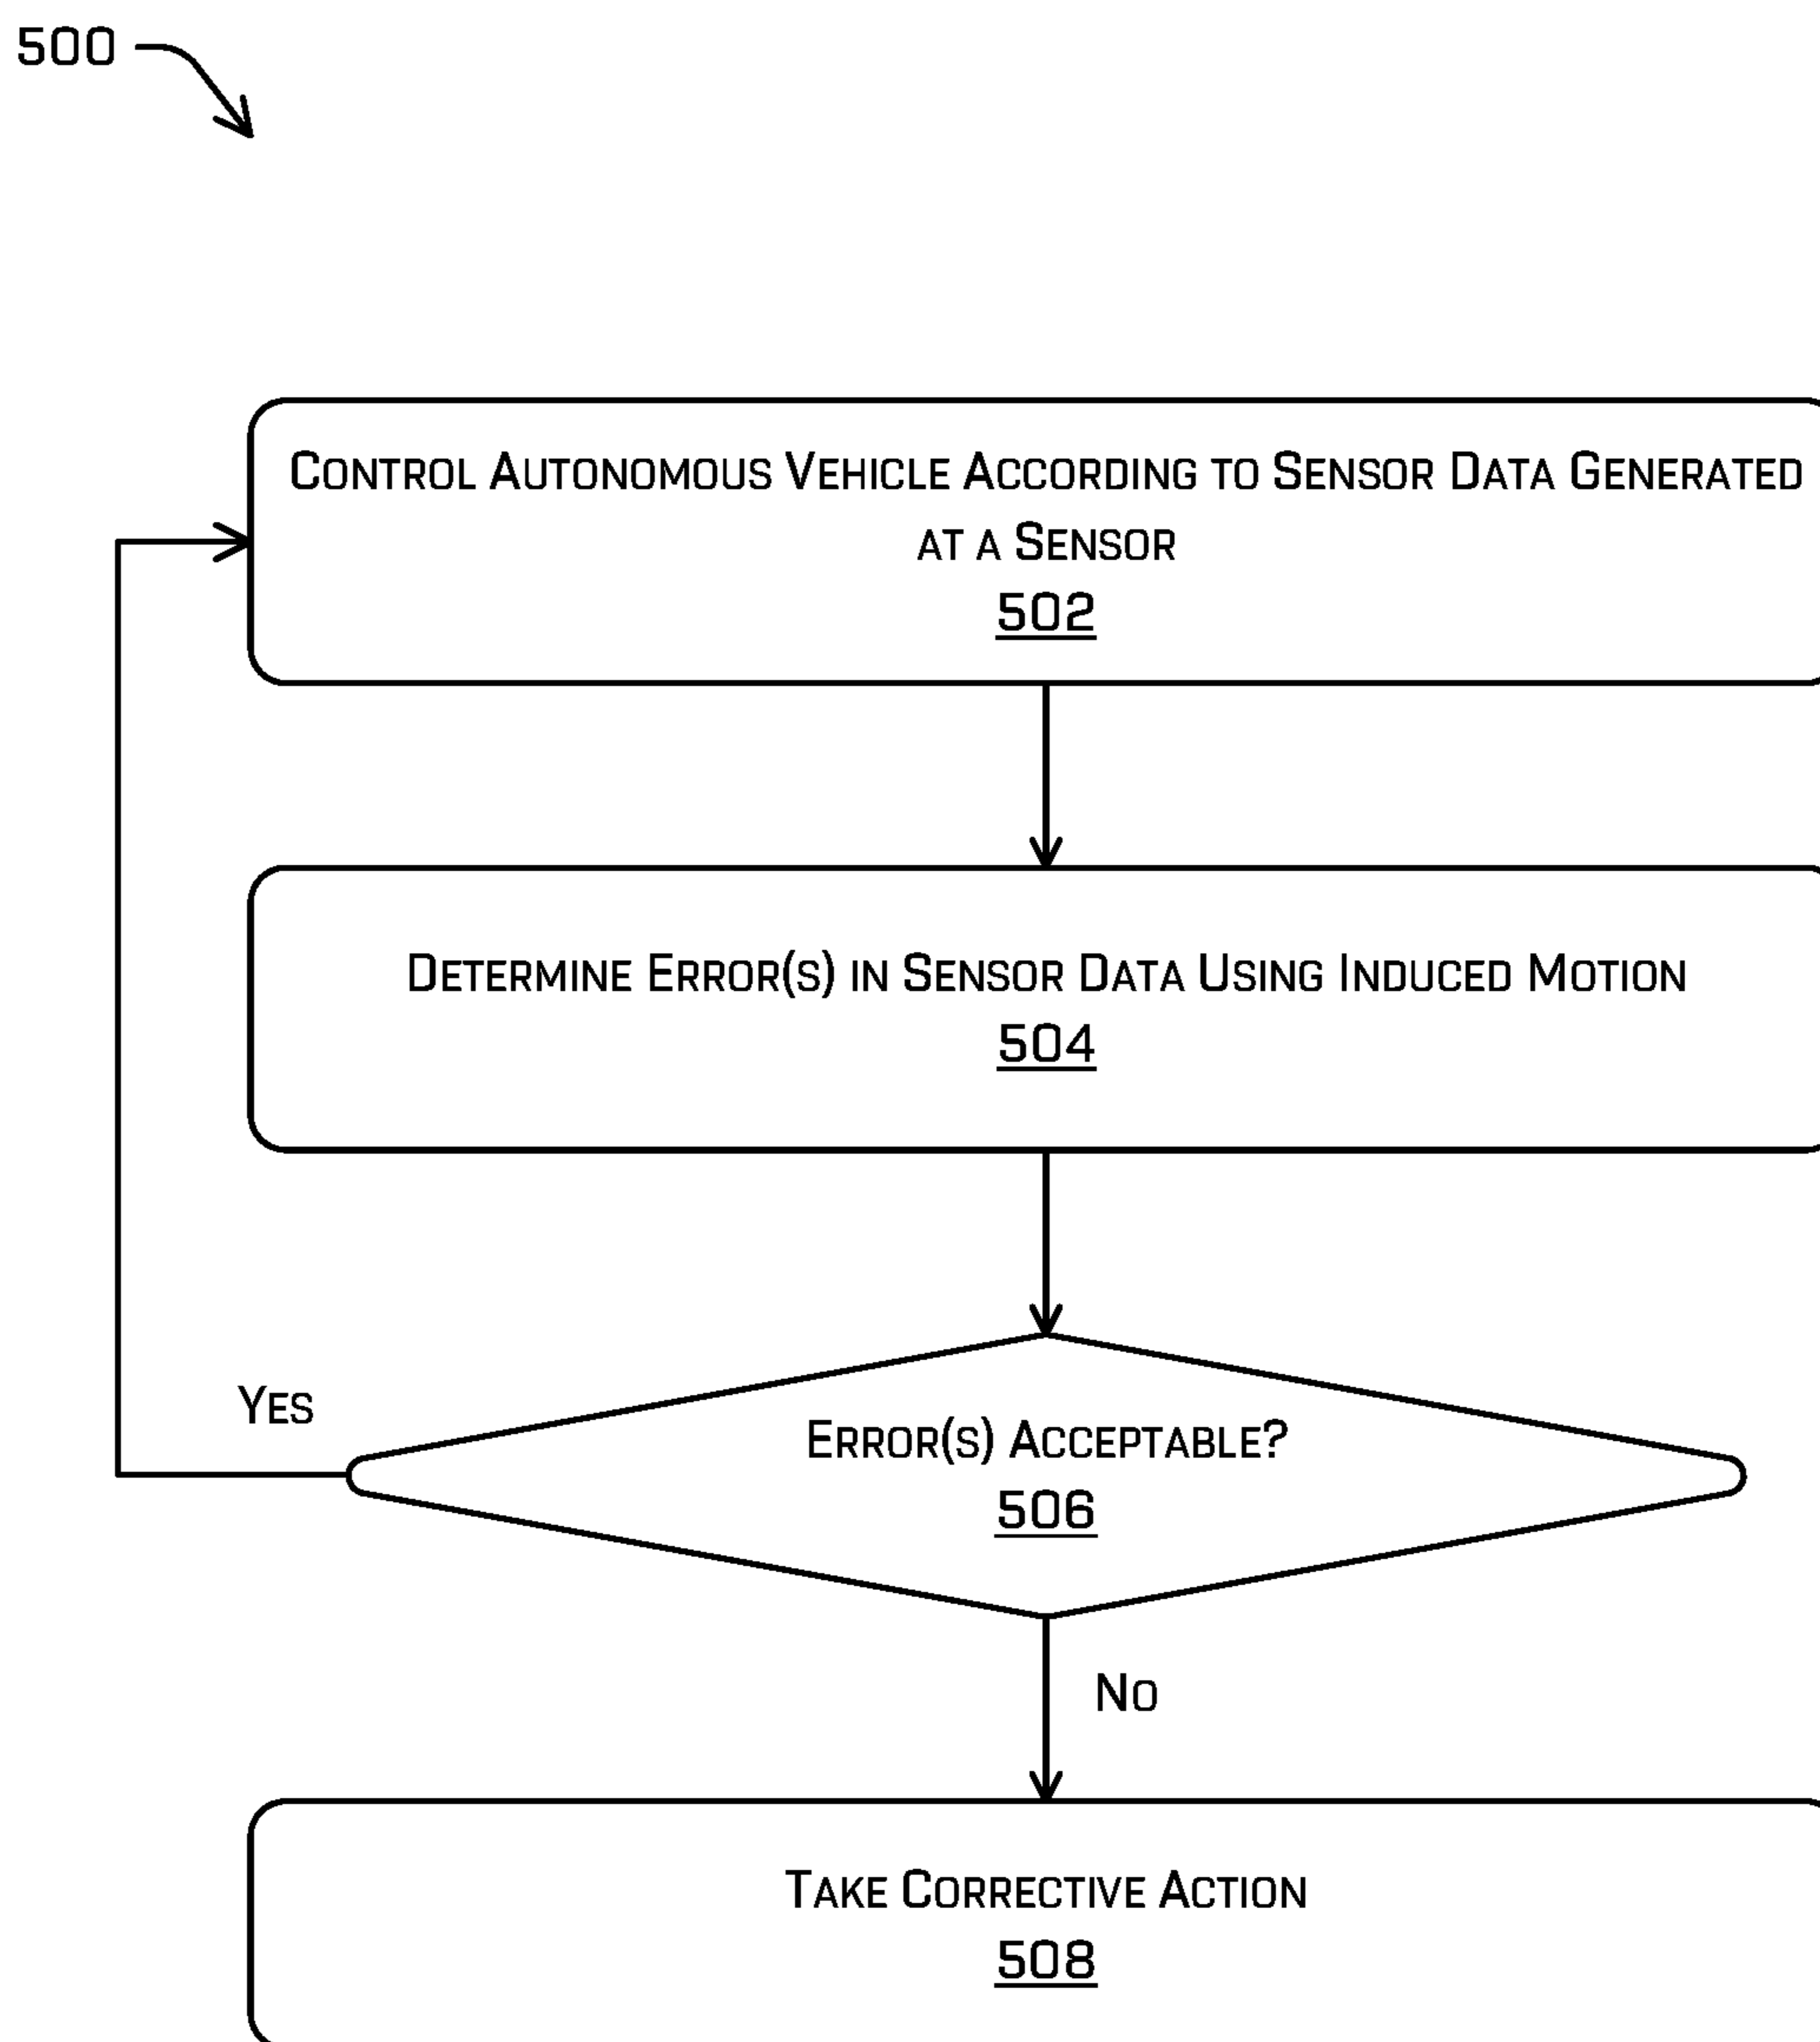 500
Control Autonomous Vehicle According to Sensor Data Generated
at a Sensor
502
Determine Error(s) in Sensor Data Using Induced Motion
504
Yes
Error(s) Acceptable?
506
No
Take Corrective Action
508